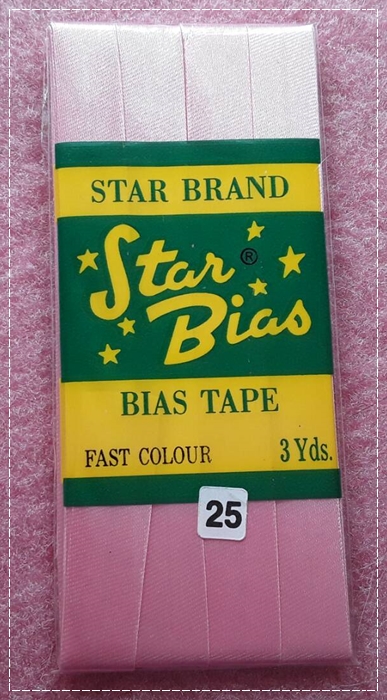 STAR BRAND
Star ®
Bias
BIAS TAPE
FAST COLOUR 3 Yds.
25